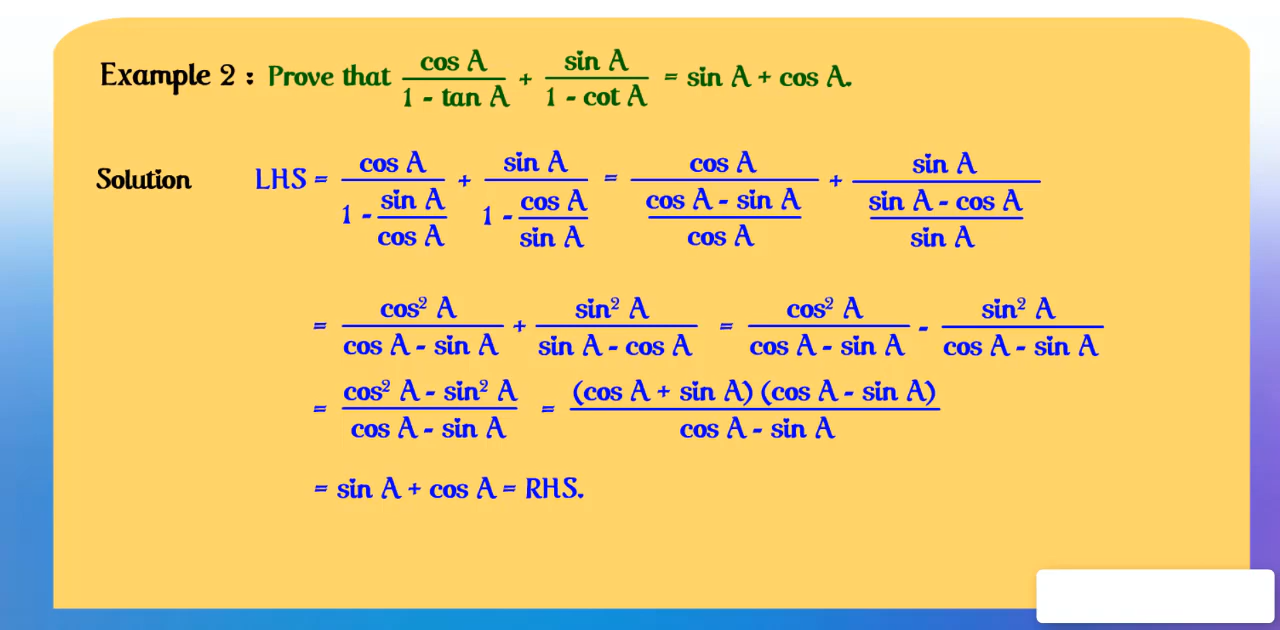 Example 2 : Prove that cos A / (1 - tan A) + sin A / (1 - cot A) = sin A + cos A.
Solution LHS = cos A / (1 - sin A / cos A) + sin A / (1 - cos A / sin A) = cos A / ((cos A - sin A) / cos A) + sin A / ((sin A - cos A) / sin A)
= cos² A / (cos A - sin A) + sin² A / (sin A - cos A) = cos² A / (cos A - sin A) - sin² A / (cos A - sin A)
= (cos² A - sin² A) / (cos A - sin A) = (cos A + sin A) (cos A - sin A) / (cos A - sin A)
= sin A + cos A = RHS.